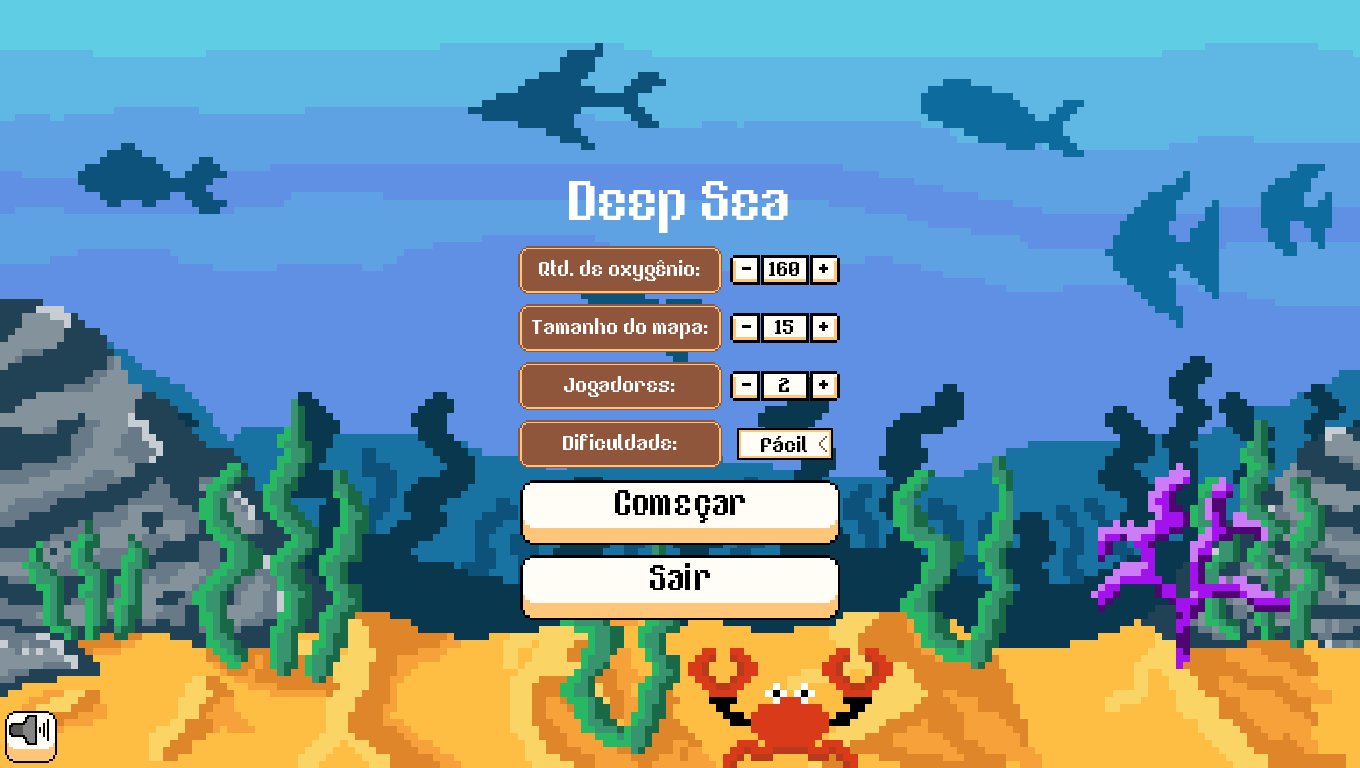 Deep Sea
Qtd. de oxygênio: - 160 +
Tamanho do mapa: - 15 +
Jogadores: - 2 +
Dificuldade: Fácil <
Começar
Sair